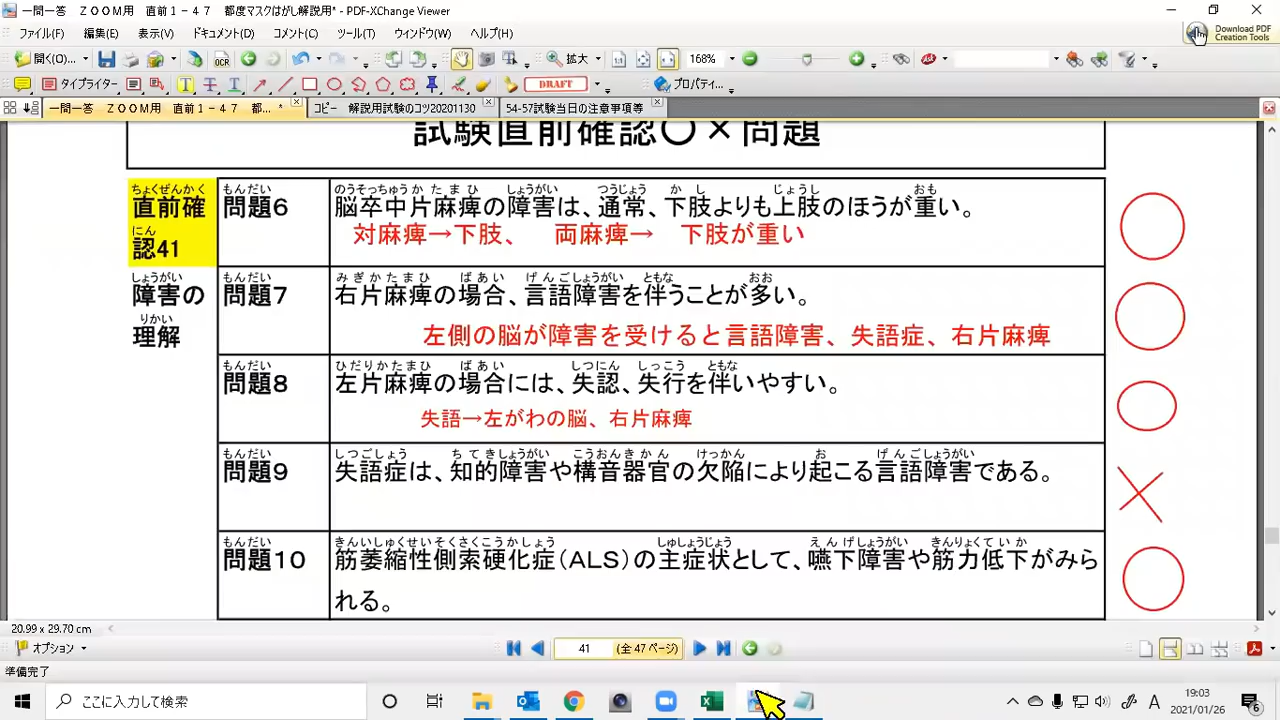 一問一答 ZOOM用 直前1-47 都度マスクはがし解説用* - PDF-XChange Viewer
ファイル(F) 編集(E) 表示(V) ドキュメント(D) コメント(C) ツール(T) ウィンドウ(W) ヘルプ(H)
Download PDF
Creation Tools
開く(O)... OCR 拡大 168%
タイプライター T T T DRAFT プロパティ...
一問一答 ZOOM用 直前1-47 都... * コピー 解説用試験のコツ20201130 54-57試験当日の注意事項等
試験直前確認〇×問題
ちょくぜんかく
直前確
にん
認41
しょうがい
障害の
りかい
理解
もんだい
問題6
のうそっちゅうかたまひ しょうがい つうじょう かし じょうし おも
脳卒中片麻痺の障害は、通常、下肢よりも上肢のほうが重い。
対麻痺→下肢、 両麻痺→ 下肢が重い
もんだい
問題7
みぎかたまひ ばあい げんごしょうがい ともな おお
右片麻痺の場合、言語障害を伴うことが多い。
左側の脳が障害を受けると言語障害、失語症、右片麻痺
もんだい
問題8
ひだりかたまひ ばあい しつにん しっこう ともな
左片麻痺の場合には、失認、失行を伴いやすい。
失語→左がわの脳、右片麻痺
もんだい
問題9
しつごしょう ちてきしょうがい こうおんきかん けっかん お げんごしょうがい
失語症は、知的障害や構音器官の欠陥により起こる言語障害である。
もんだい
問題10
きんいしゅくせいそくさくこうかしょう しゅしょうじょう えんげしょうがい きんりょくていか
筋萎縮性側索硬化症(ALS)の主症状として、嚥下障害や筋力低下がみら
れる。
20.99 x 29.70 cm
オプション 41 (全 47 ページ)
準備完了
ここに入力して検索
A 19:03
2021/01/26 6